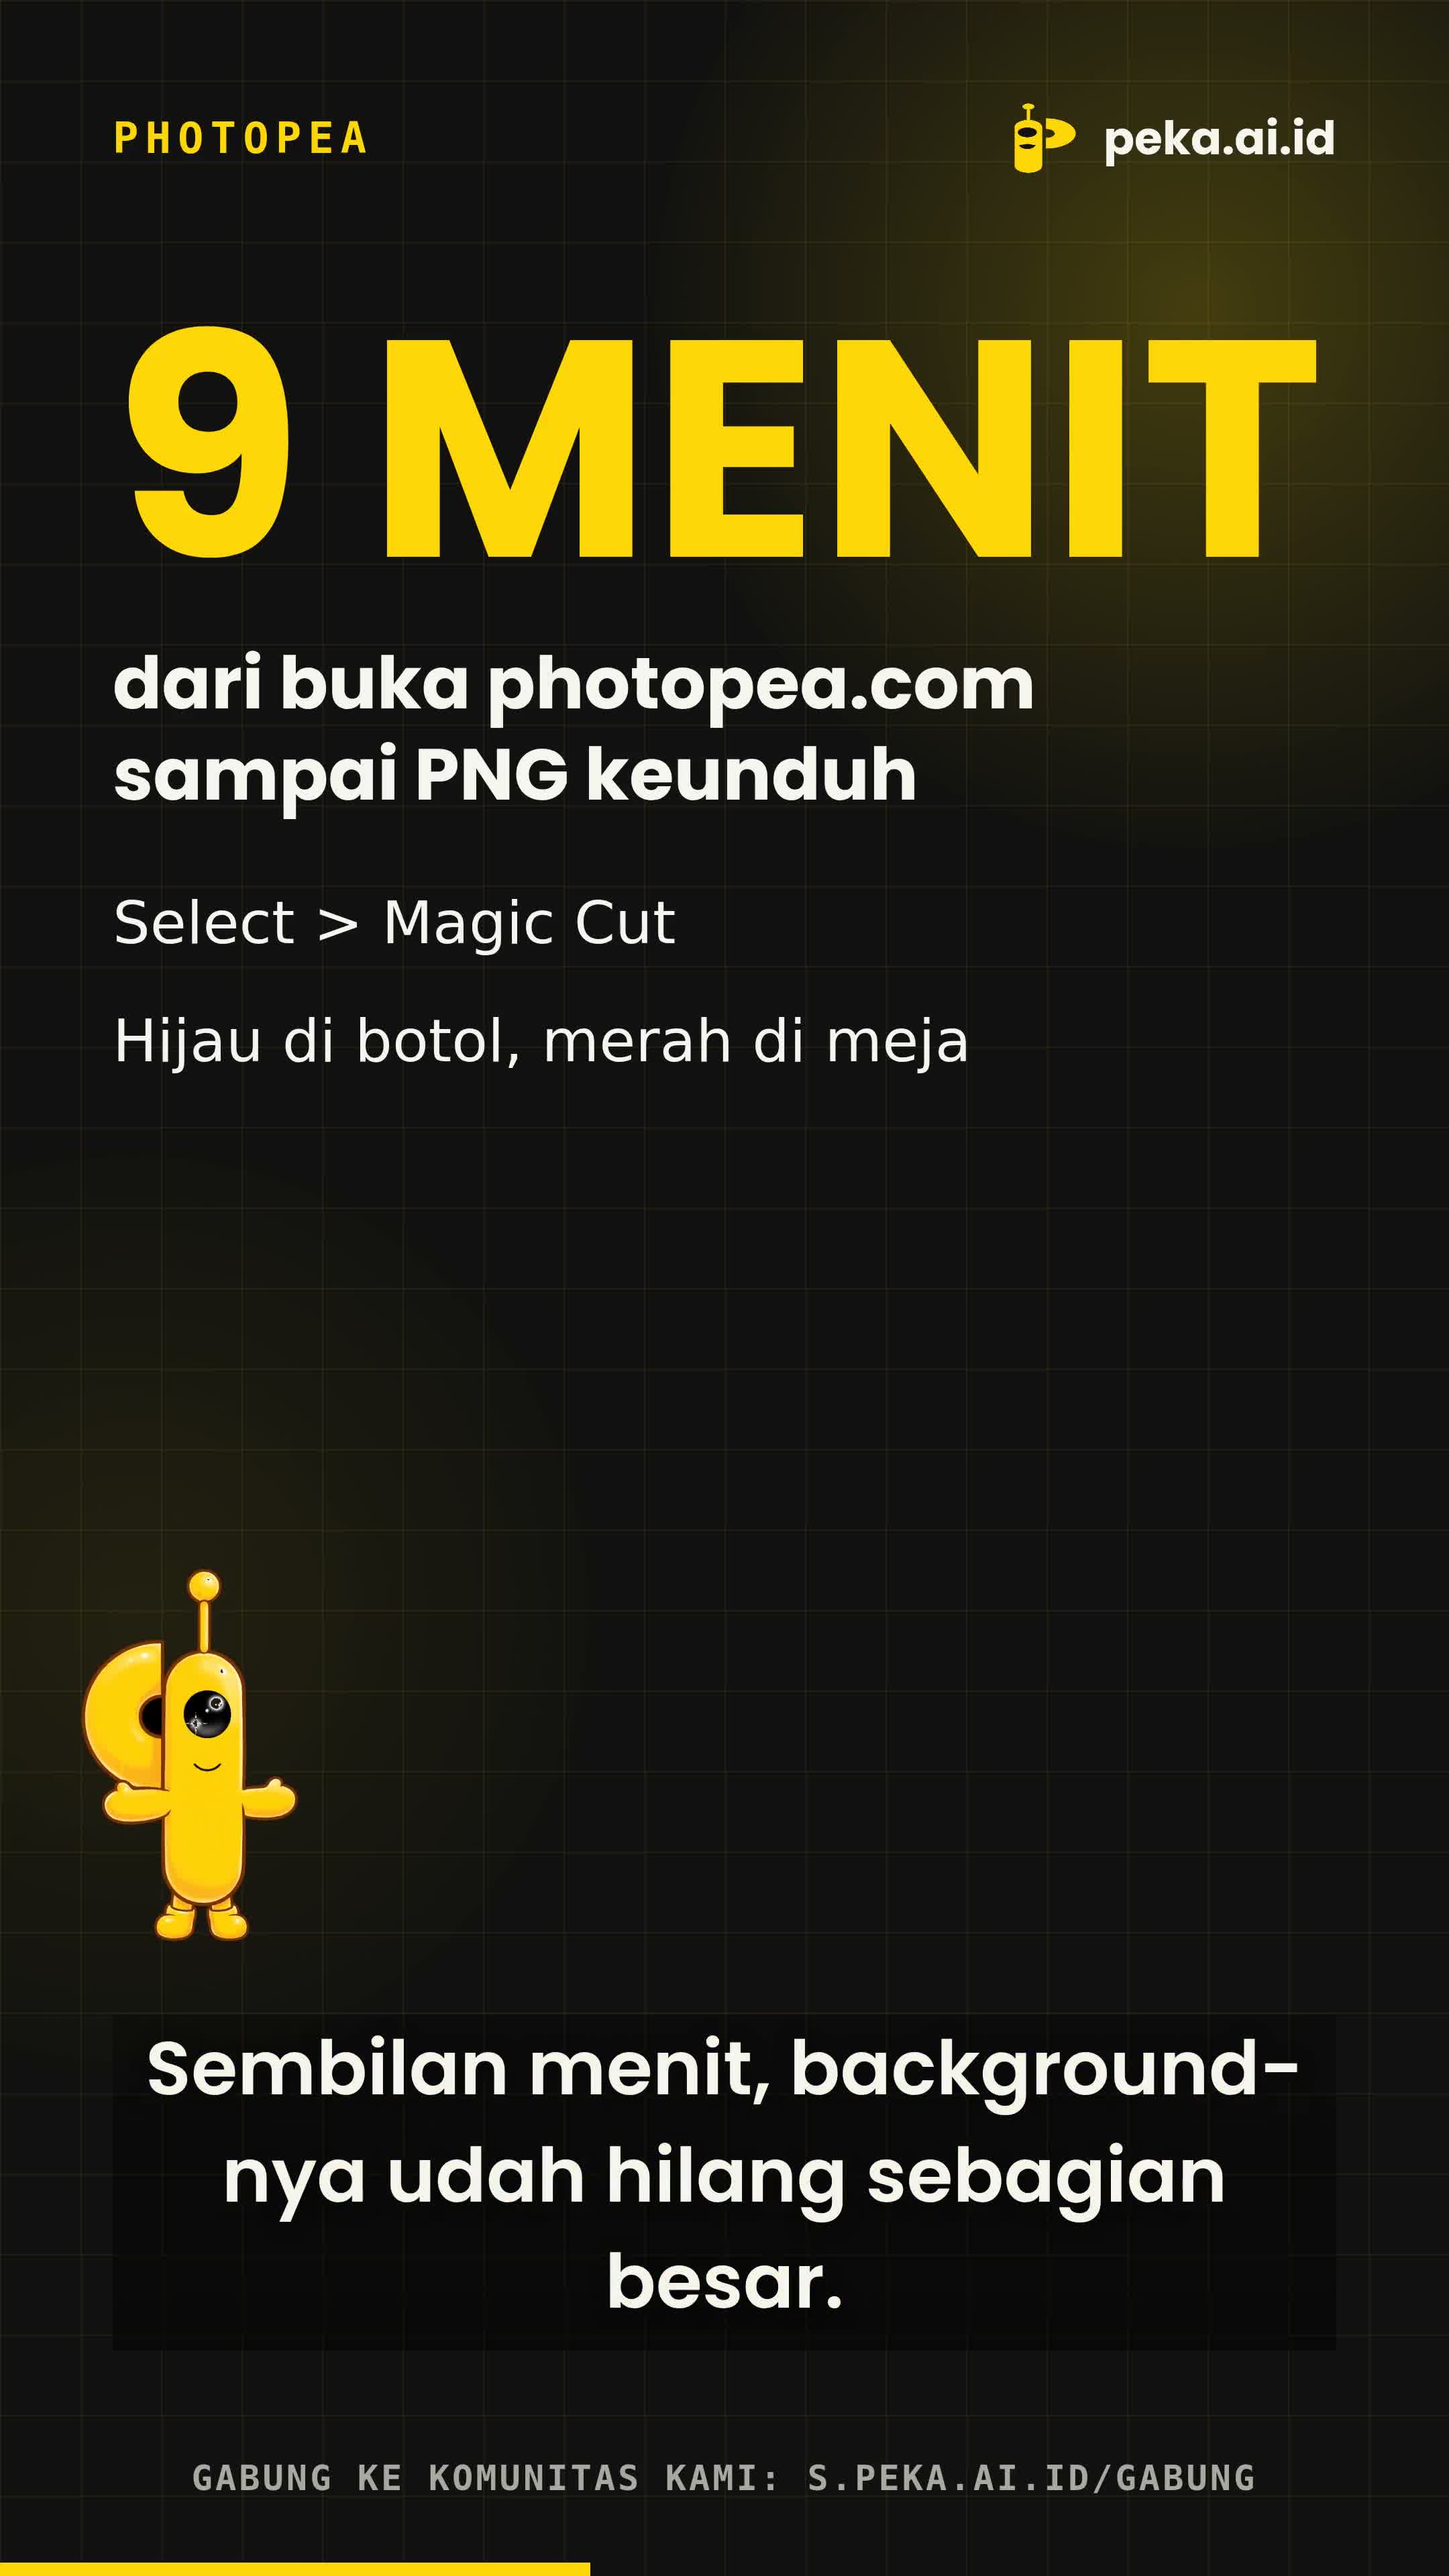 PHOTOPEA
peka.ai.id
9 MENIT
dari buka photopea.com
sampai PNG keunduh
Select > Magic Cut
Hijau di botol, merah di meja
Sembilan menit, background-
nya udah hilang sebagian
besar.
GABUNG KE KOMUNITAS KAMI: S.PEKA.AI.ID/GABUNG